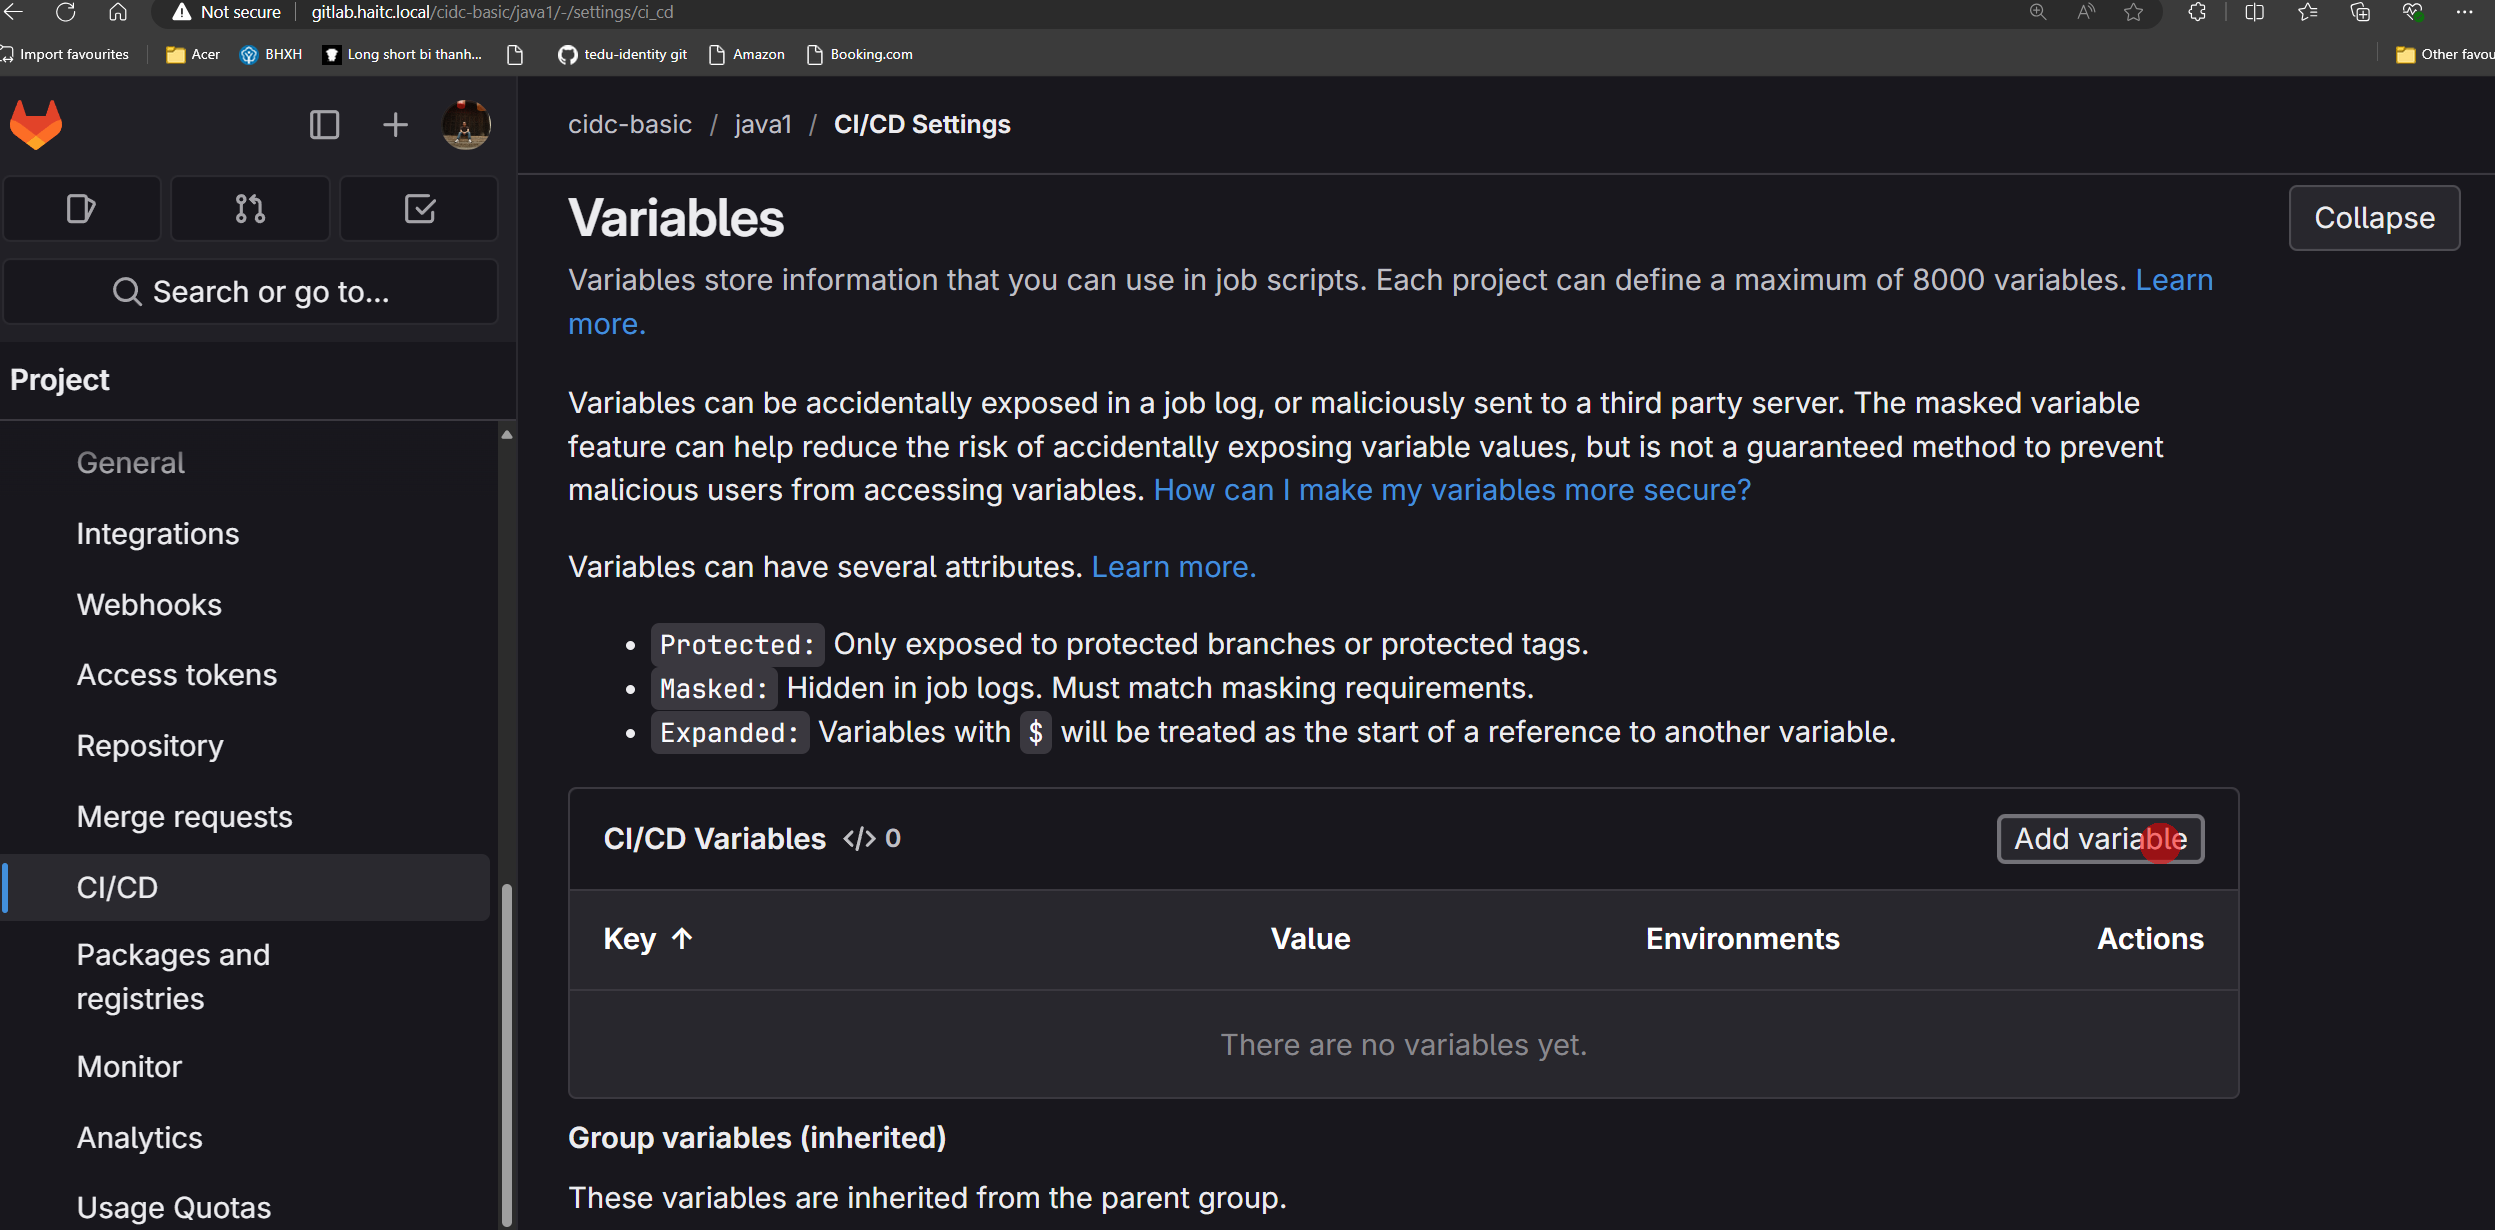 Not secure
gitlab.haitc.local/cidc-basic/java1/-/settings/ci_cd
Import favourites
Acer
BHXH
Long short bi thanh...
tedu-identity git
Amazon
Booking.com
Other favou
cidc-basic / java1 / CI/CD Settings
Search or go to...
Project
General
Integrations
Webhooks
Access tokens
Repository
Merge requests
CI/CD
Packages and
registries
Monitor
Analytics
Usage Quotas
Variables
Collapse
Variables store information that you can use in job scripts. Each project can define a maximum of 8000 variables. Learn
more.
Variables can be accidentally exposed in a job log, or maliciously sent to a third party server. The masked variable
feature can help reduce the risk of accidentally exposing variable values, but is not a guaranteed method to prevent
malicious users from accessing variables. How can I make my variables more secure?
Variables can have several attributes. Learn more.
• Protected: Only exposed to protected branches or protected tags.
• Masked: Hidden in job logs. Must match masking requirements.
• Expanded: Variables with $ will be treated as the start of a reference to another variable.
CI/CD Variables </> 0
Add variable
Key ↑
Value
Environments
Actions
There are no variables yet.
Group variables (inherited)
These variables are inherited from the parent group.